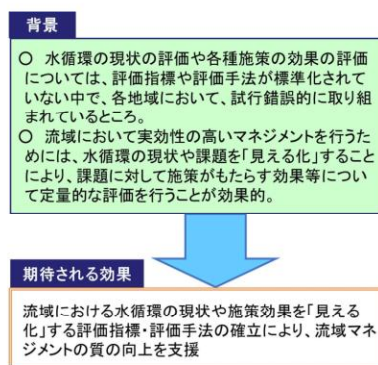 背景
○ 水循環の現状の評価や各種施策の効果の評価
については、評価指標や評価手法が標準化されて
いない中で、各地域において、試行錯誤的に取り組
まれているところ。
○ 流域において実効性の高いマネジメントを行うた
めには、水循環の現状や課題を「見える化」すること
により、課題に対して施策がもたらす効果等につい
て定量的な評価を行うことが効果的。
期待される効果
流域における水循環の現状や施策効果を「見える
化」する評価指標・評価手法の確立により、流域マネ
ジメントの質の向上を支援